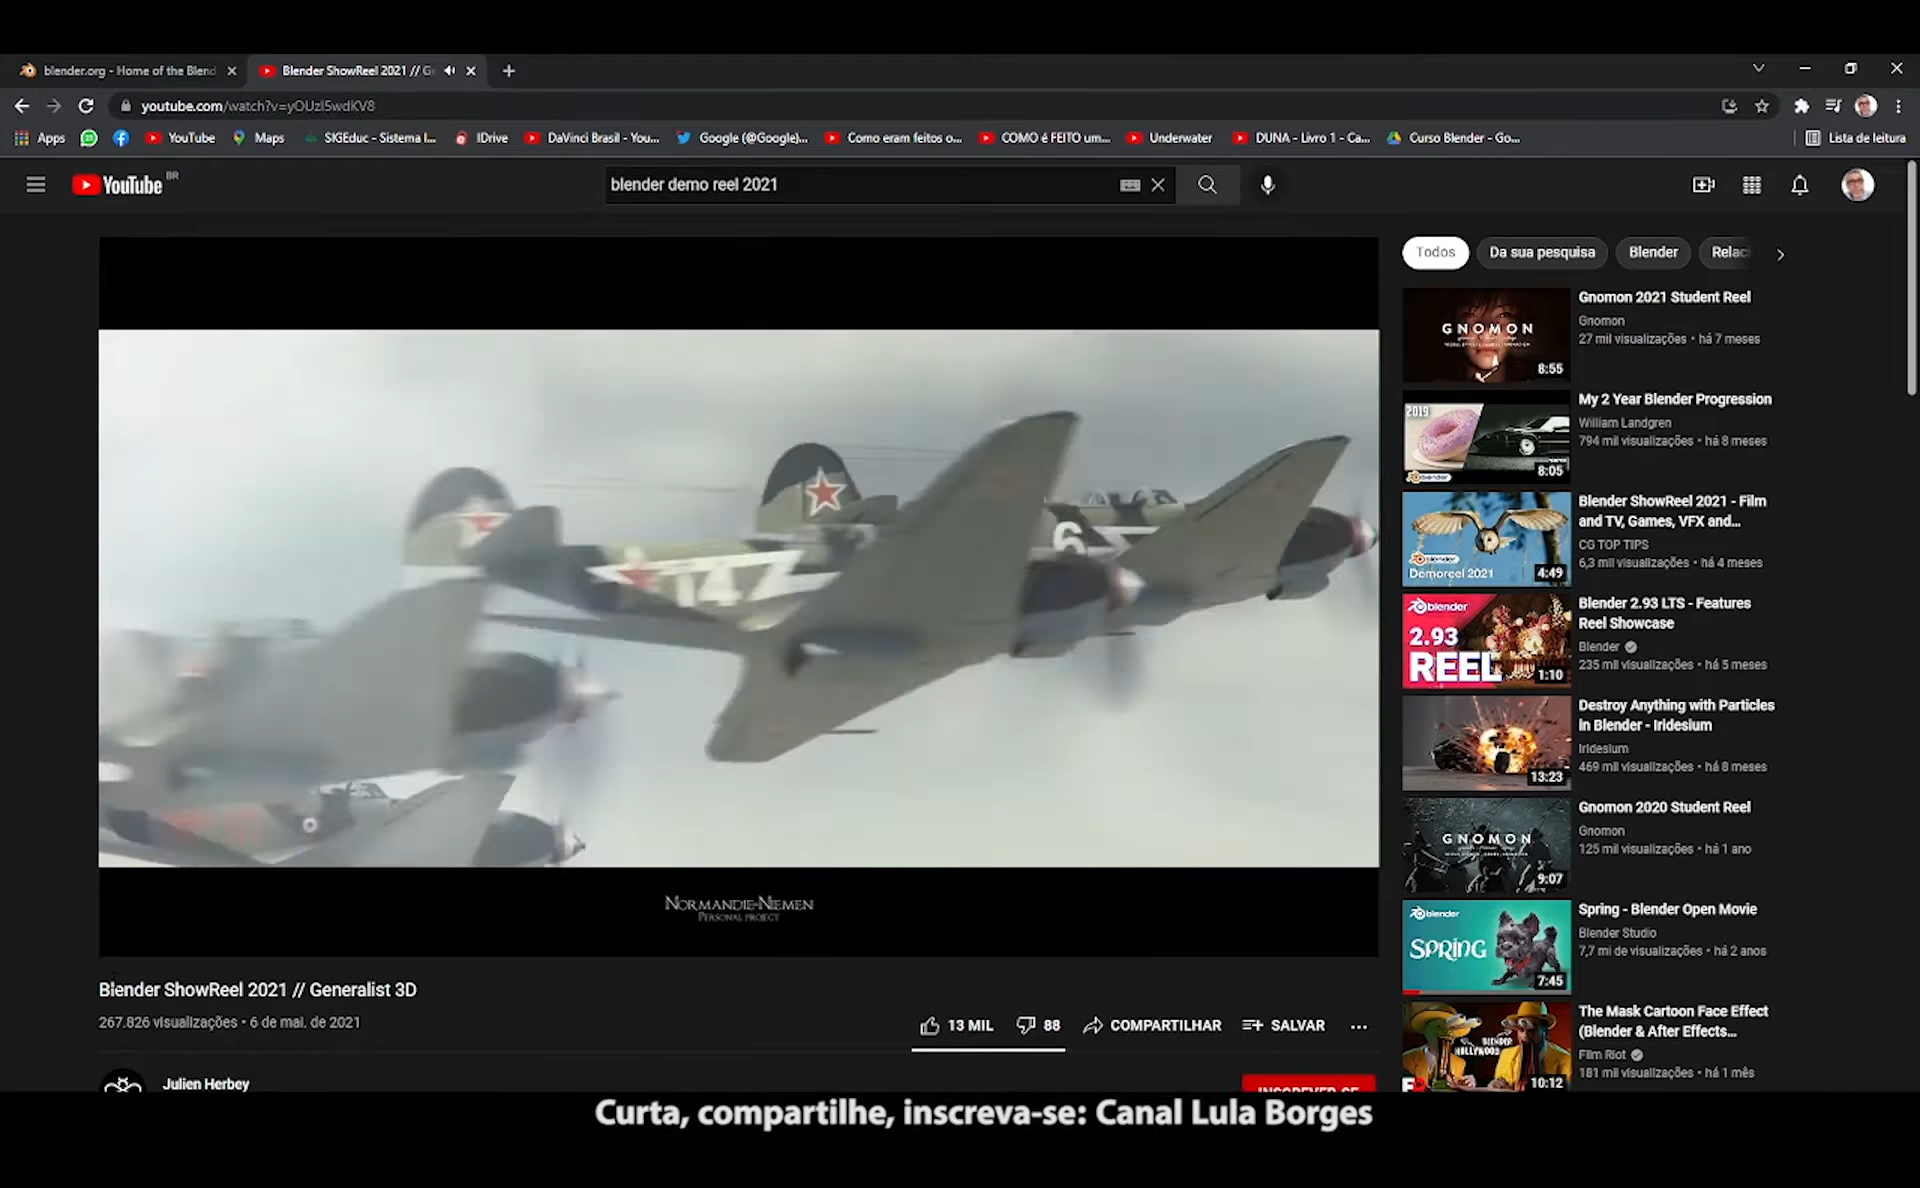 blender.org - Home of the Blend
Blender ShowReel 2021 // Ge
youtube.com/watch?v=yOUzI5wdKV8
Apps
YouTube
Maps
SIGEduc - Sistema I...
IDrive
DaVinci Brasil - You...
Google (@Google)...
Como eram feitos o...
COMO é FEITO um...
Underwater
DUNA - Livro 1 - Ca...
Curso Blender - Go...
Lista de leitura
YouTube BR
blender demo reel 2021
Todos
Da sua pesquisa
Blender
Relaci
147
6
NORMANDIE-NIEMEN
PERSONAL PROJECT
Blender ShowReel 2021 // Generalist 3D
267.826 visualizações • 6 de mai. de 2021
13 MIL
88
COMPARTILHAR
SALVAR
Julien Herbey
INSCREVER-SE
GNOMON
8:55
Gnomon 2021 Student Reel
Gnomon
27 mil visualizações • há 7 meses
2019
blender
8:05
My 2 Year Blender Progression
William Landgren
794 mil visualizações • há 8 meses
blender
Demoreel 2021
4:49
Blender ShowReel 2021 - Film
and TV, Games, VFX and...
CG TOP TIPS
6,3 mil visualizações • há 4 meses
blender
2.93
REEL
1:10
Blender 2.93 LTS - Features
Reel Showcase
Blender
235 mil visualizações • há 5 meses
13:23
Destroy Anything with Particles
in Blender - Iridesium
Iridesium
469 mil visualizações • há 8 meses
GNOMON
9:07
Gnomon 2020 Student Reel
Gnomon
125 mil visualizações • há 1 ano
blender
SPRING
7:45
Spring - Blender Open Movie
Blender Studio
7,7 mi de visualizações • há 2 anos
BLENDER
HOLLYWOOD
10:12
The Mask Cartoon Face Effect
(Blender & After Effects...
Film Riot
181 mil visualizações • há 1 mês
Curta, compartilhe, inscreva-se: Canal Lula Borges